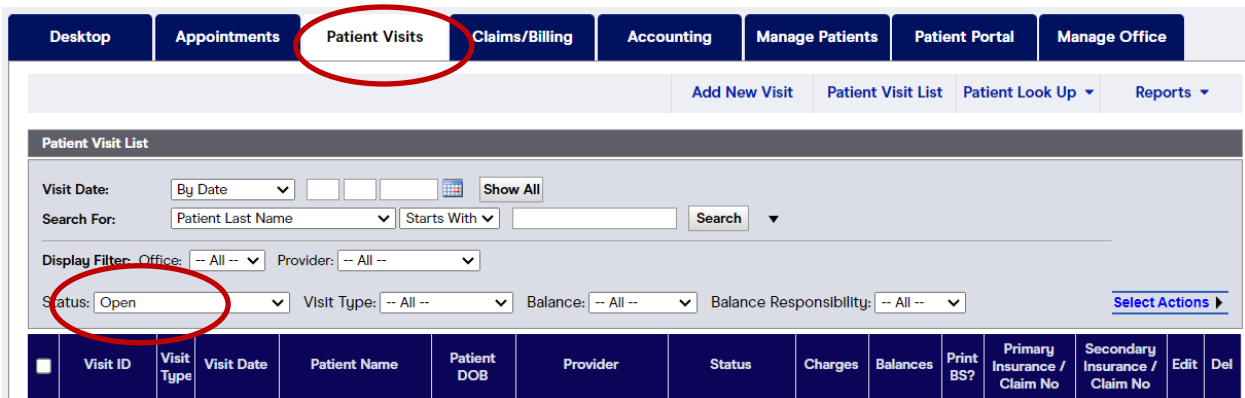 Desktop Appointments Patient Visits Claims/Billing Accounting Manage Patients Patient Portal Manage Office
Add New Visit Patient Visit List Patient Look Up Reports
Patient Visit List
Visit Date: By Date Show All
Search For: Patient Last Name Starts With Search
Display Filter: Office: -- All -- Provider: -- All --
Status: Open Visit Type: -- All -- Balance: -- All -- Balance Responsibility: -- All -- Select Actions
Visit ID Visit Type Visit Date Patient Name Patient DOB Provider Status Charges Balances Print BS? Primary Insurance / Claim No Secondary Insurance / Claim No Edit Del